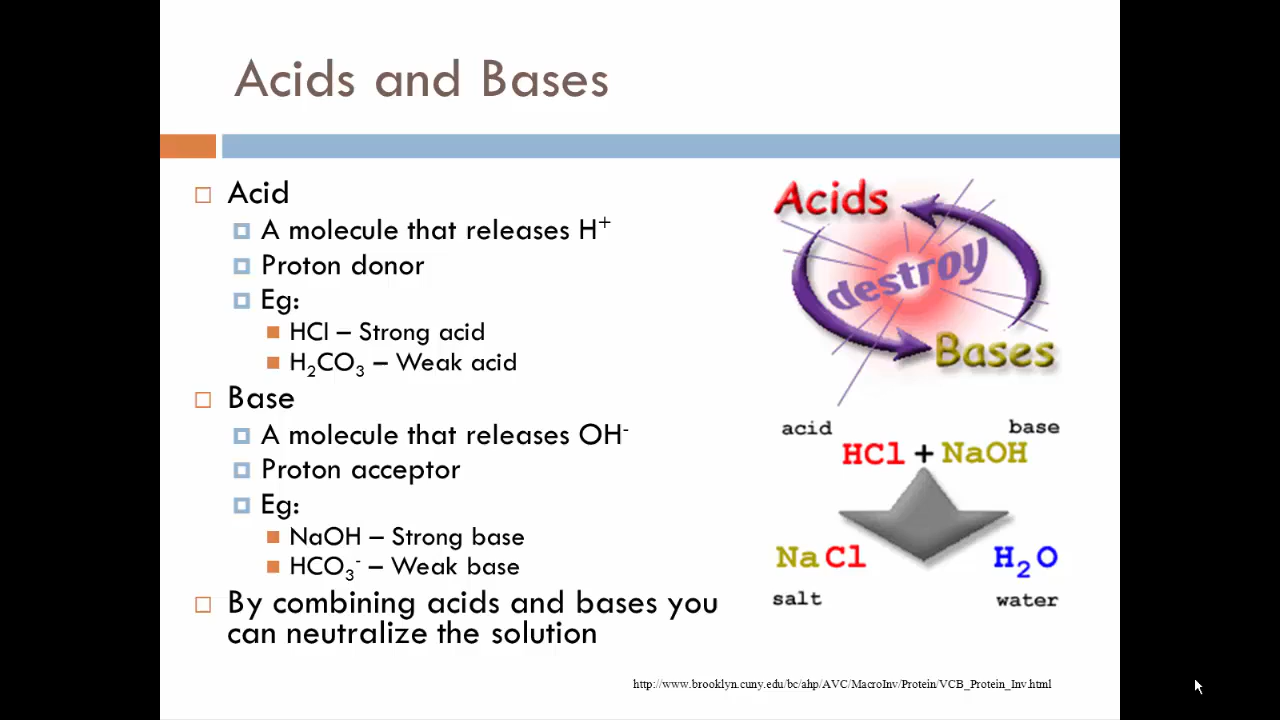 Acids and Bases
Acid
A molecule that releases H⁺
Proton donor
Eg:
HCl – Strong acid
H₂CO₃ – Weak acid
Base
A molecule that releases OH⁻
Proton acceptor
Eg:
NaOH – Strong base
HCO₃⁻ – Weak base
By combining acids and bases you
can neutralize the solution
Acids
destroy
Bases
acid base
HCl + NaOH
NaCl H₂O
salt water
http://www.brooklyn.cuny.edu/bc/ahp/AVC/MacroInv/Protein/VCB_Protein_Inv.html